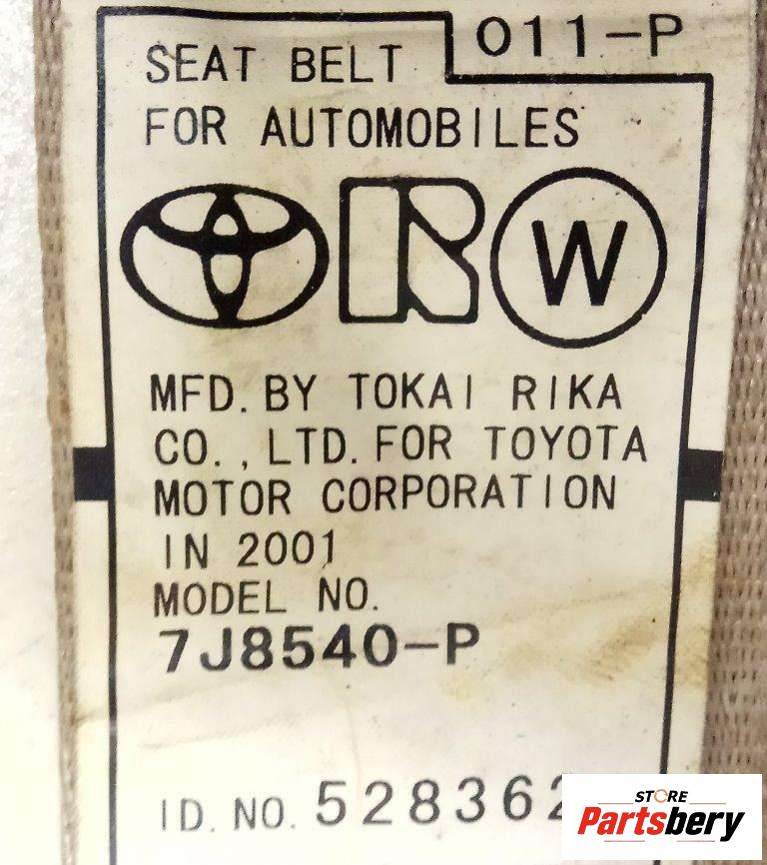 SEAT BELT 011-P
FOR AUTOMOBILES
R W
MFD. BY TOKAI RIKA
CO., LTD. FOR TOYOTA
MOTOR CORPORATION
IN 2001
MODEL NO.
7J8540-P
ID. NO. 528362
STORE
Partsbery